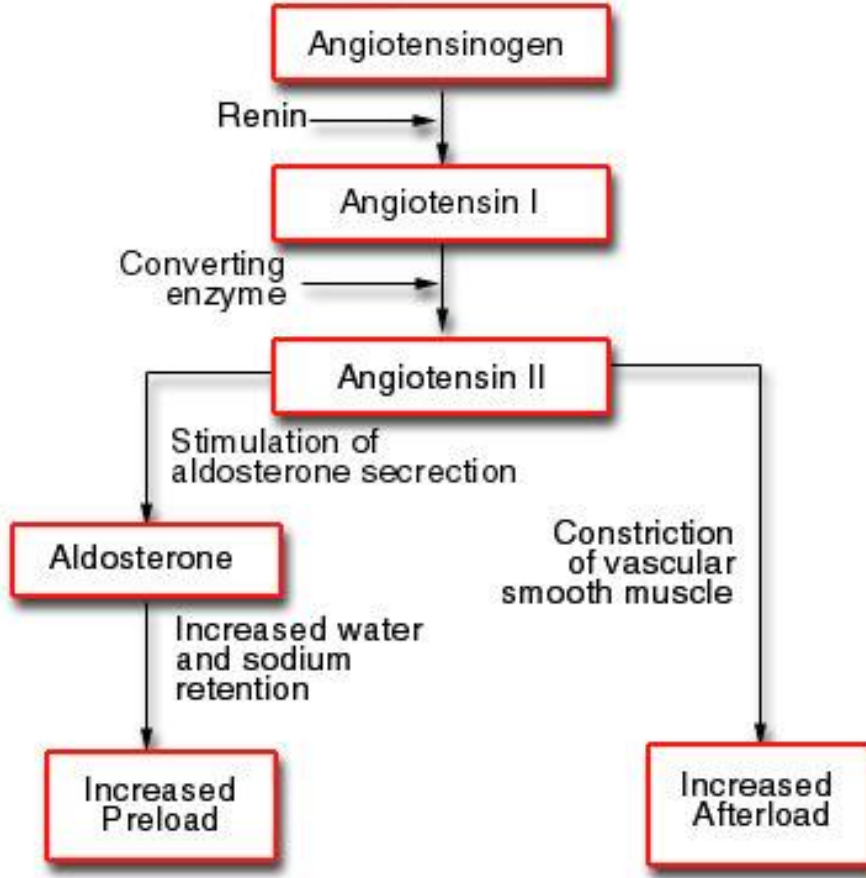 Angiotensinogen
Renin
Angiotensin I
Converting
enzyme
Angiotensin II
Stimulation of
aldosterone secrection
Aldosterone
Constriction
of vascular
smooth muscle
Increased water
and sodium
retention
Increased
Preload
Increased
Afterload